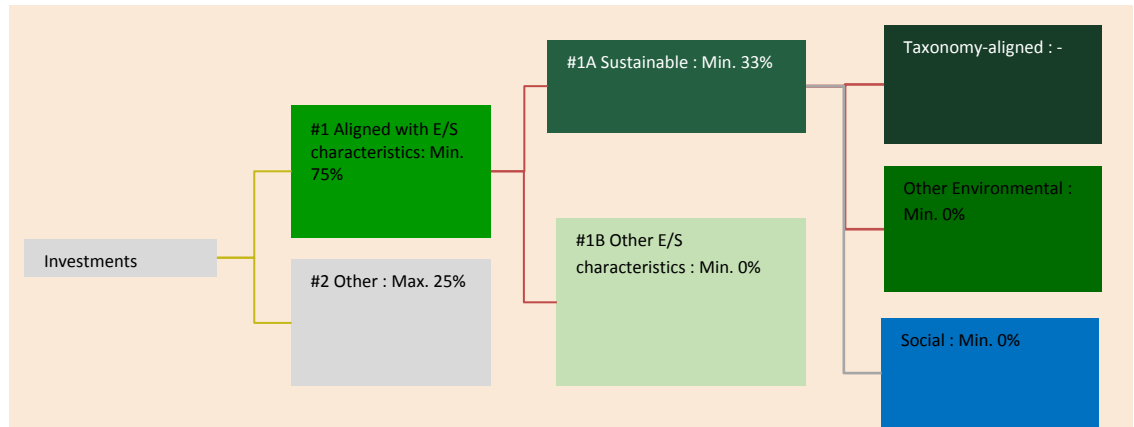 Investments
#1 Aligned with E/S
characteristics: Min.
75%
#2 Other : Max. 25%
#1A Sustainable : Min. 33%
#1B Other E/S
characteristics : Min. 0%
Taxonomy-aligned : -
Other Environmental :
Min. 0%
Social : Min. 0%